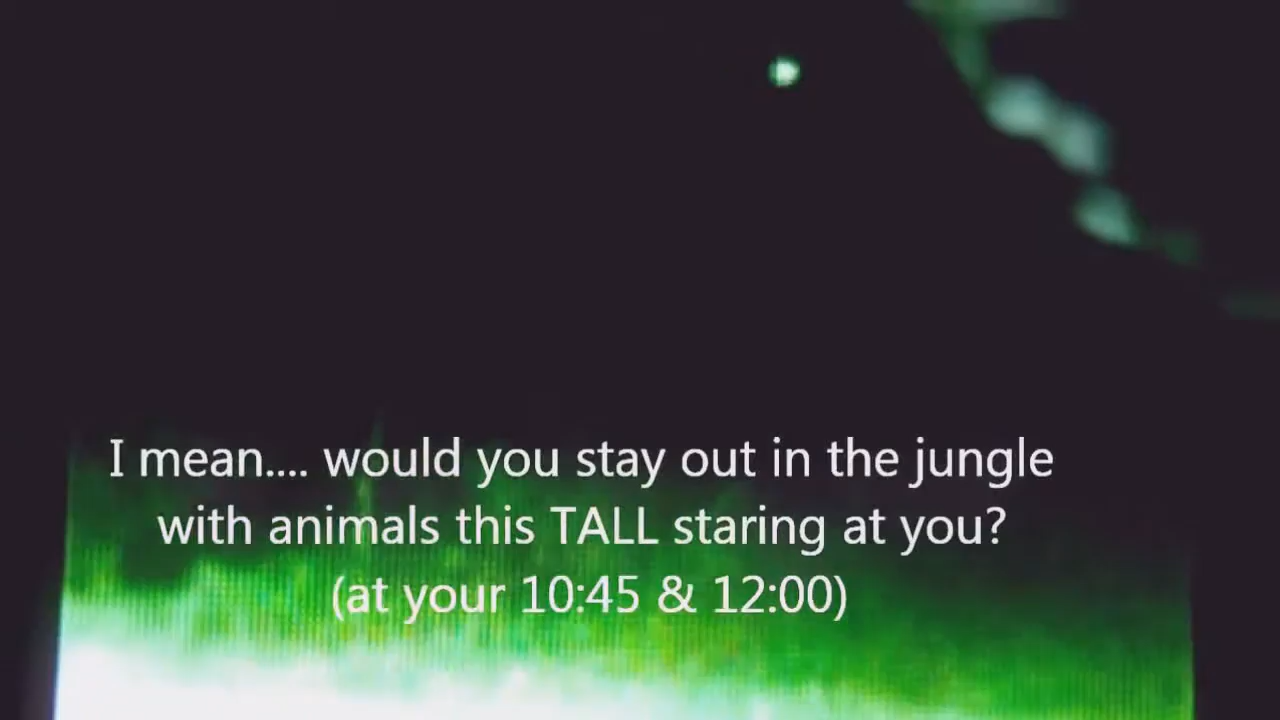 I mean.... would you stay out in the jungle
with animals this TALL staring at you?
(at your 10:45 & 12:00)